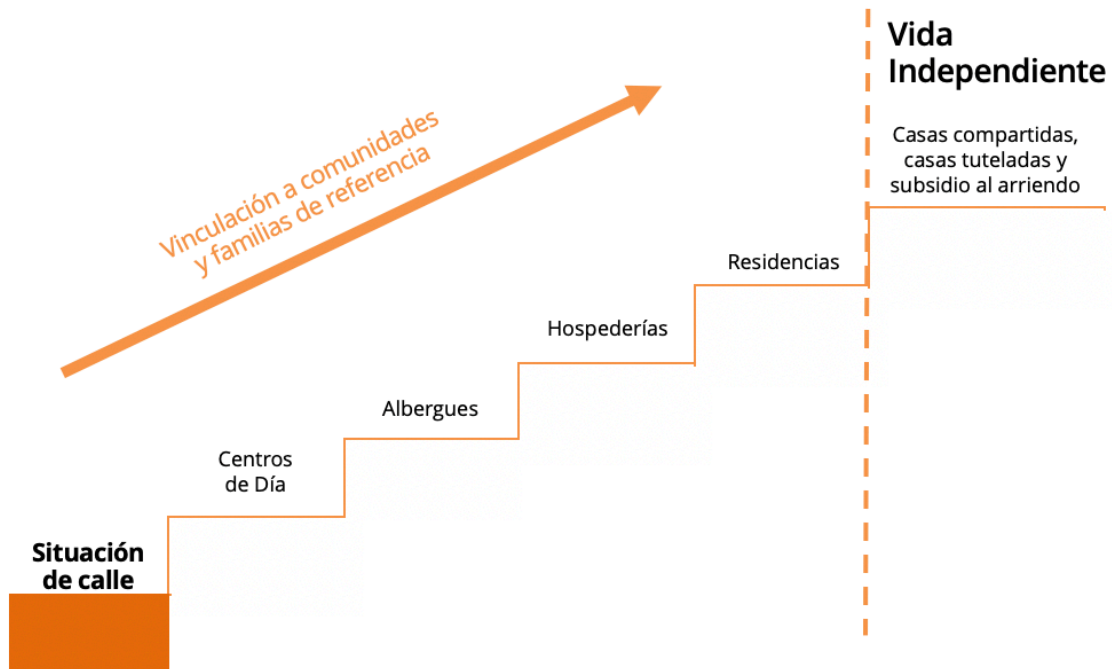 Vida
Independiente
Casas compartidas,
casas tuteladas y
subsidio al arriendo
Vinculación a comunidades
y familias de referencia
Residencias
Hospederías
Albergues
Centros
de Día
Situación
de calle